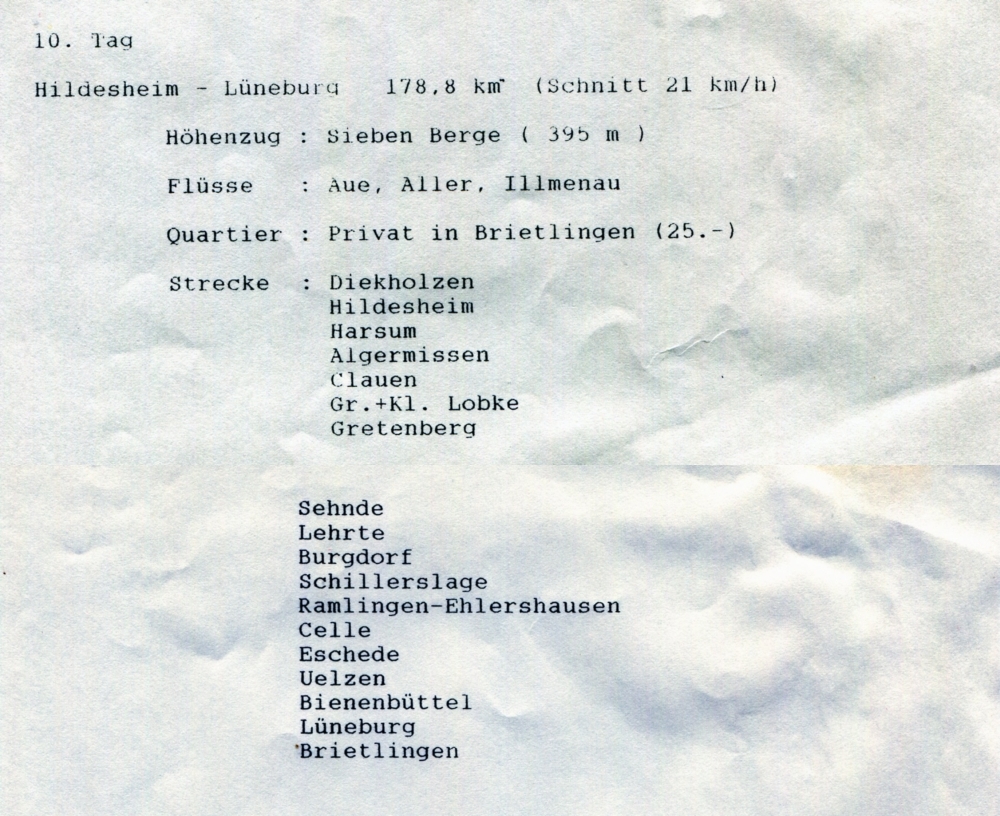 10. Tag
Hildesheim - Lüneburg 178,8 km (Schnitt 21 km/h)
Höhenzug : Sieben Berge ( 395 m )
Flüsse : Aue, Aller, Illmenau
Quartier : Privat in Brietlingen (25.-)
Strecke : Diekholzen
Hildesheim
Harsum
Algermissen
Clauen
Gr.+Kl. Lobke
Gretenberg
Sehnde
Lehrte
Burgdorf
Schillerslage
Ramlingen-Ehlershausen
Celle
Eschede
Uelzen
Bienenbüttel
Lüneburg
Brietlingen